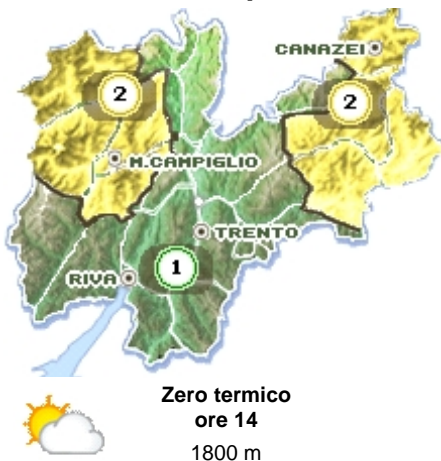 CANAZEI
2
2
M.CAMPIGLIO
TRENTO
1
RIVA
Zero termico
ore 14
1800 m